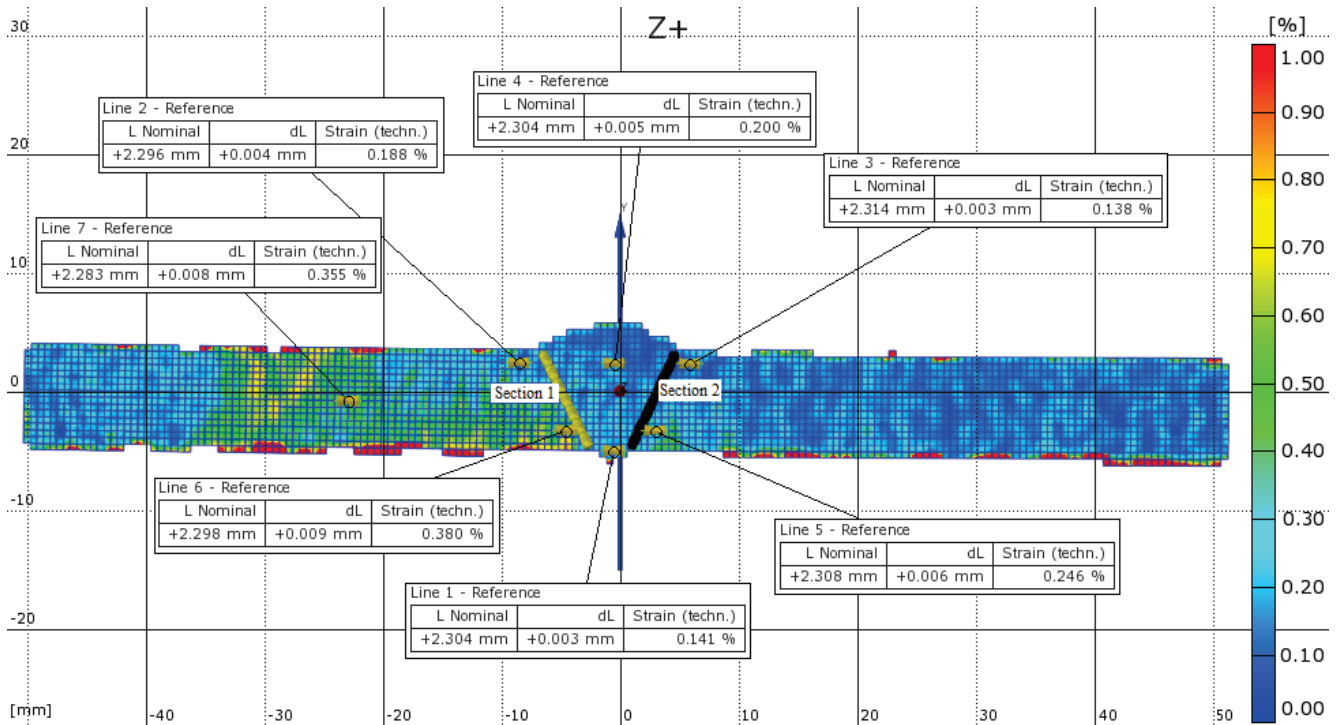 Z+
[%]
30
20
10
0
-10
-20
[mm]
-40
-30
-20
-10
0
10
20
30
40
50
1.00
0.90
0.80
0.70
0.60
0.50
0.40
0.30
0.20
0.10
0.00
Line 4 - Reference
L Nominal dL Strain (techn.)
+2.304 mm +0.005 mm 0.200 %
Line 2 - Reference
L Nominal dL Strain (techn.)
+2.296 mm +0.004 mm 0.188 %
Line 3 - Reference
L Nominal dL Strain (techn.)
+2.314 mm +0.003 mm 0.138 %
Line 7 - Reference
L Nominal dL Strain (techn.)
+2.283 mm +0.008 mm 0.355 %
Y
Section 1
Section 2
Line 6 - Reference
L Nominal dL Strain (techn.)
+2.298 mm +0.009 mm 0.380 %
Line 5 - Reference
L Nominal dL Strain (techn.)
+2.308 mm +0.006 mm 0.246 %
Line 1 - Reference
L Nominal dL Strain (techn.)
+2.304 mm +0.003 mm 0.141 %